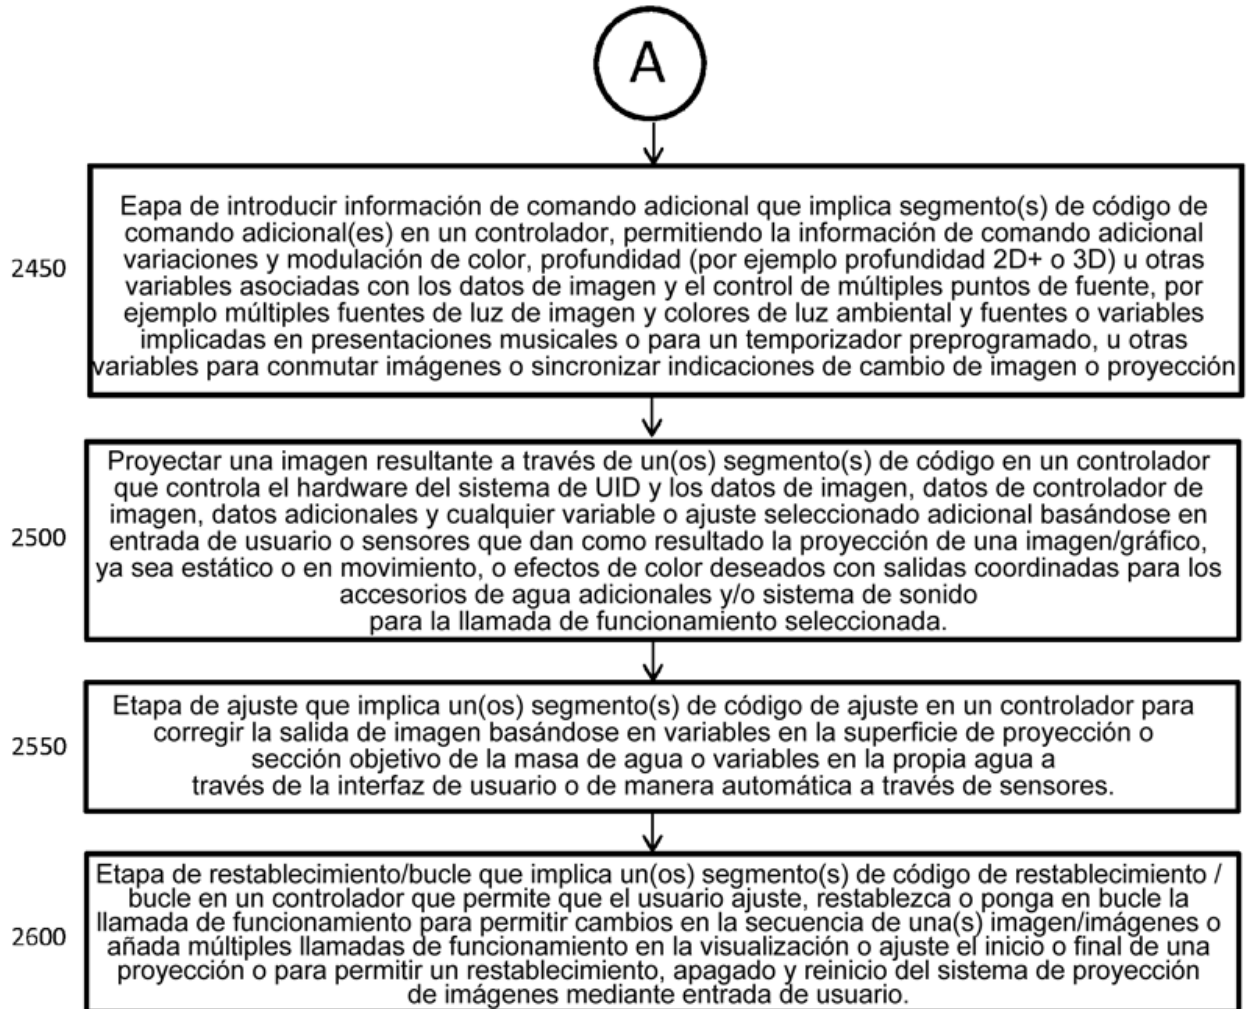 A
Eapa de introducir información de comando adicional que implica segmento(s) de código de
comando adicional(es) en un controlador, permitiendo la información de comando adicional
variaciones y modulación de color, profundidad (por ejemplo profundidad 2D+ o 3D) u otras
2450
variables asociadas con los datos de imagen y el control de múltiples puntos de fuente, por
ejemplo múltiples fuentes de luz de imagen y colores de luz ambiental y fuentes o variables
implicadas en presentaciones musicales o para un temporizador preprogramado, u otras
variables para conmutar imágenes o sincronizar indicaciones de cambio de imagen o proyección
Proyectar una imagen resultante a través de un(os) segmento(s) de código en un controlador
que controla el hardware del sistema de UID y los datos de imagen, datos de controlador de
imagen, datos adicionales y cualquier variable o ajuste seleccionado adicional basándose en
2500
entrada de usuario o sensores que dan como resultado la proyección de una imagen/gráfico,
ya sea estático o en movimiento, o efectos de color deseados con salidas coordinadas para los
accesorios de agua adicionales y/o sistema de sonido
para la llamada de funcionamiento seleccionada.
Etapa de ajuste que implica un(os) segmento(s) de código de ajuste en un controlador para
corregir la salida de imagen basándose en variables en la superficie de proyección o
2550
sección objetivo de la masa de agua o variables en la propia agua a
través de la interfaz de usuario o de manera automática a través de sensores.
Etapa de restablecimiento/bucle que implica un(os) segmento(s) de código de restablecimiento /
bucle en un controlador que permite que el usuario ajuste, restablezca o ponga en bucle la
llamada de funcionamiento para permitir cambios en la secuencia de una(s) imagen/imágenes o
2600
añada múltiples llamadas de funcionamiento en la visualización o ajuste el inicio o final de una
proyección o para permitir un restablecimiento, apagado y reinicio del sistema de proyección
de imágenes mediante entrada de usuario.